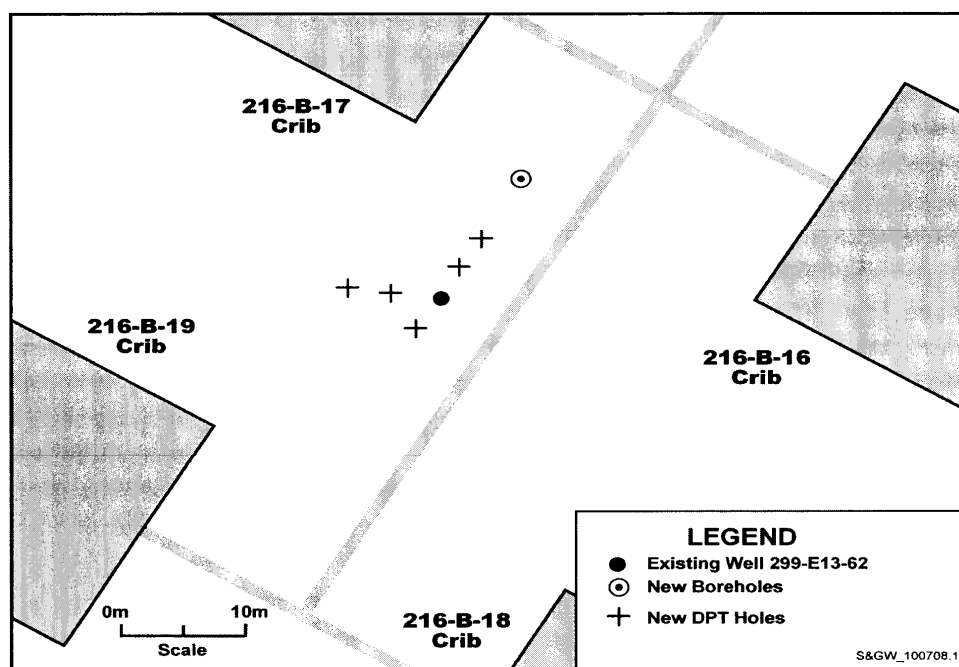 216-B-17
Crib
216-B-19
Crib
216-B-16
Crib
0m 10m
Scale
216-B-18
Crib
LEGEND
Existing Well 299-E13-62
New Boreholes
New DPT Holes
S&GW_100708.1